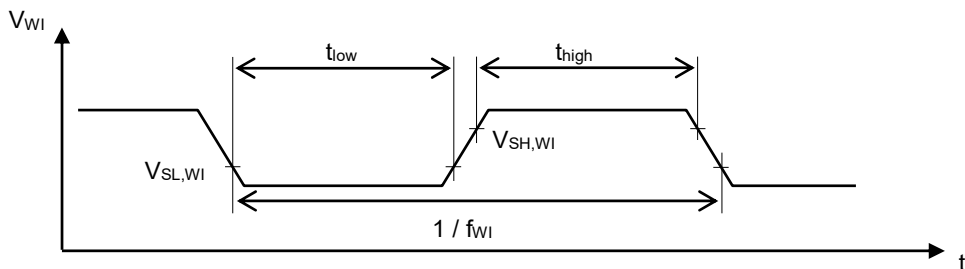 VWI
tlow
thigh
VSH,WI
VSL,WI
1 / fWI
t